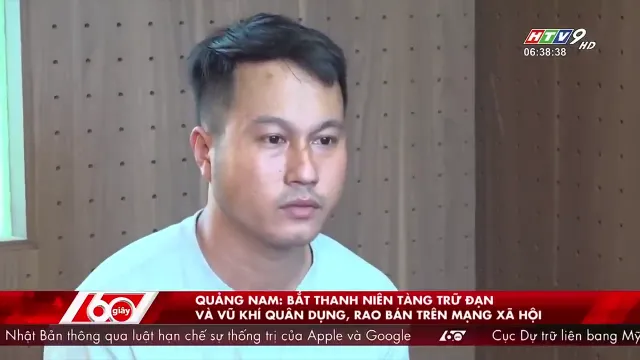 HTV9 HD
06:38:38
60 giây
QUẢNG NAM: BẮT THANH NIÊN TÀNG TRỮ ĐẠN
VÀ VŨ KHÍ QUÂN DỤNG, RAO BÁN TRÊN MẠNG XÃ HỘI
Nhật Bản thông qua luật hạn chế sự thống trị của Apple và Google 60s Cục Dự trữ liên bang Mỹ